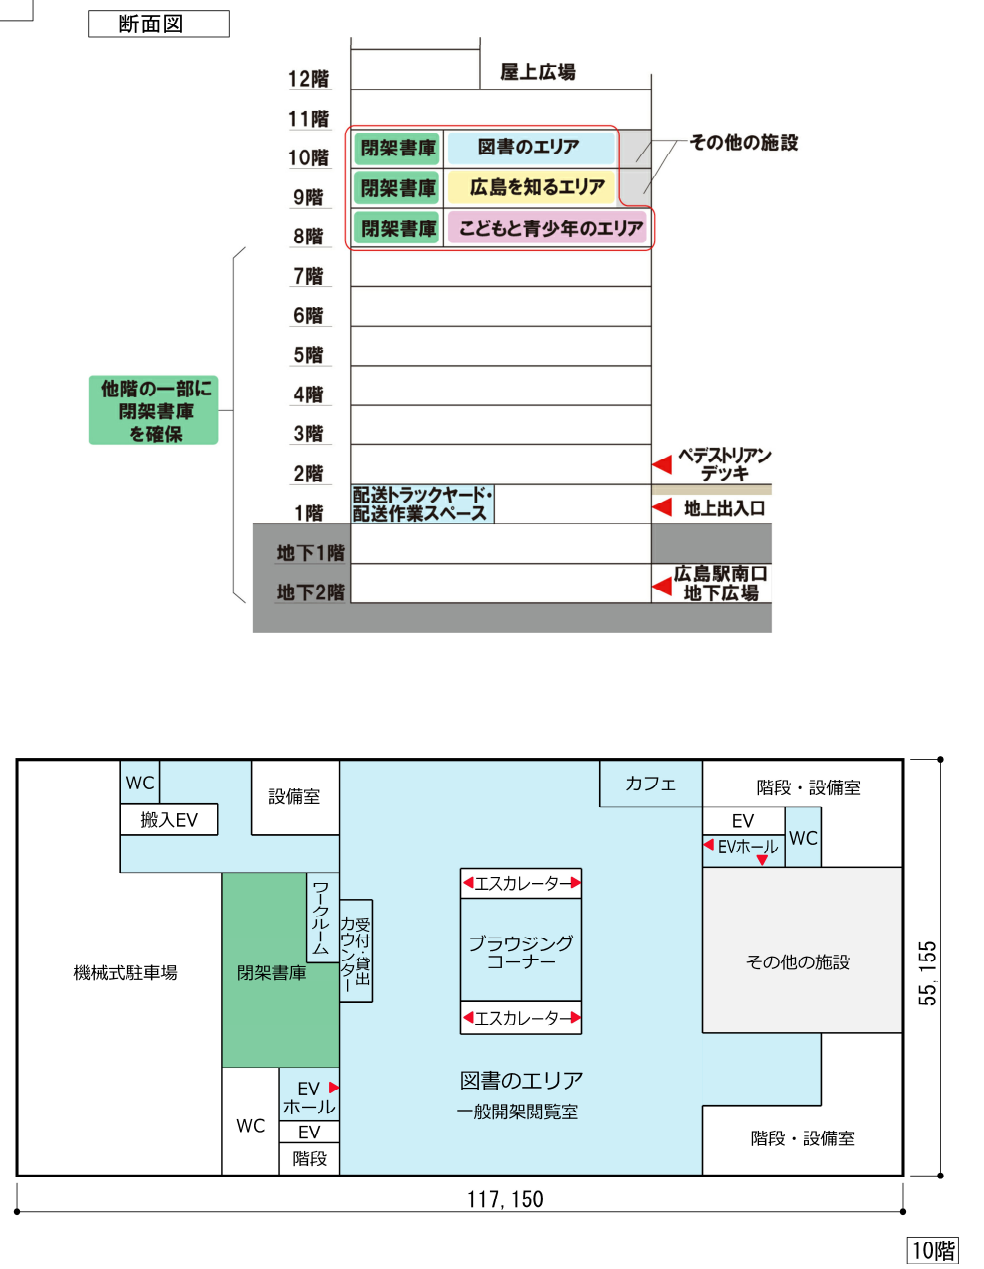 断面図
12階
屋上広場
11階
10階
閉架書庫
図書のエリア
その他の施設
9階
閉架書庫
広島を知るエリア
8階
閉架書庫
こどもと青少年のエリア
7階
6階
5階
4階
3階
2階
1階
地下1階
地下2階
他階の一部に
閉架書庫
を確保
配送トラックヤード・
配送作業スペース
ペデストリアン
デッキ
地上出入口
広島駅南口
地下広場
WC
搬入EV
設備室
カフェ
階段・設備室
EV
EVホール
WC
機械式駐車場
閉架書庫
ワークルーム
受付・貸出
カウンター
エスカレーター
ブラウジング
コーナー
エスカレーター
その他の施設
図書のエリア
一般開架閲覧室
EV
ホール
EV
階段
WC
階段・設備室
55,155
117,150
10階